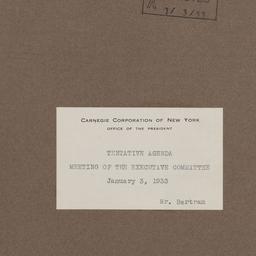 CARNEGIE CORPORATION OF NEW YORK
OFFICE OF THE PRESIDENT
TENTATIVE AGENDA
MEETING OF THE EXECUTIVE COMMITTEE
January 3, 1933
Mr. Bertram